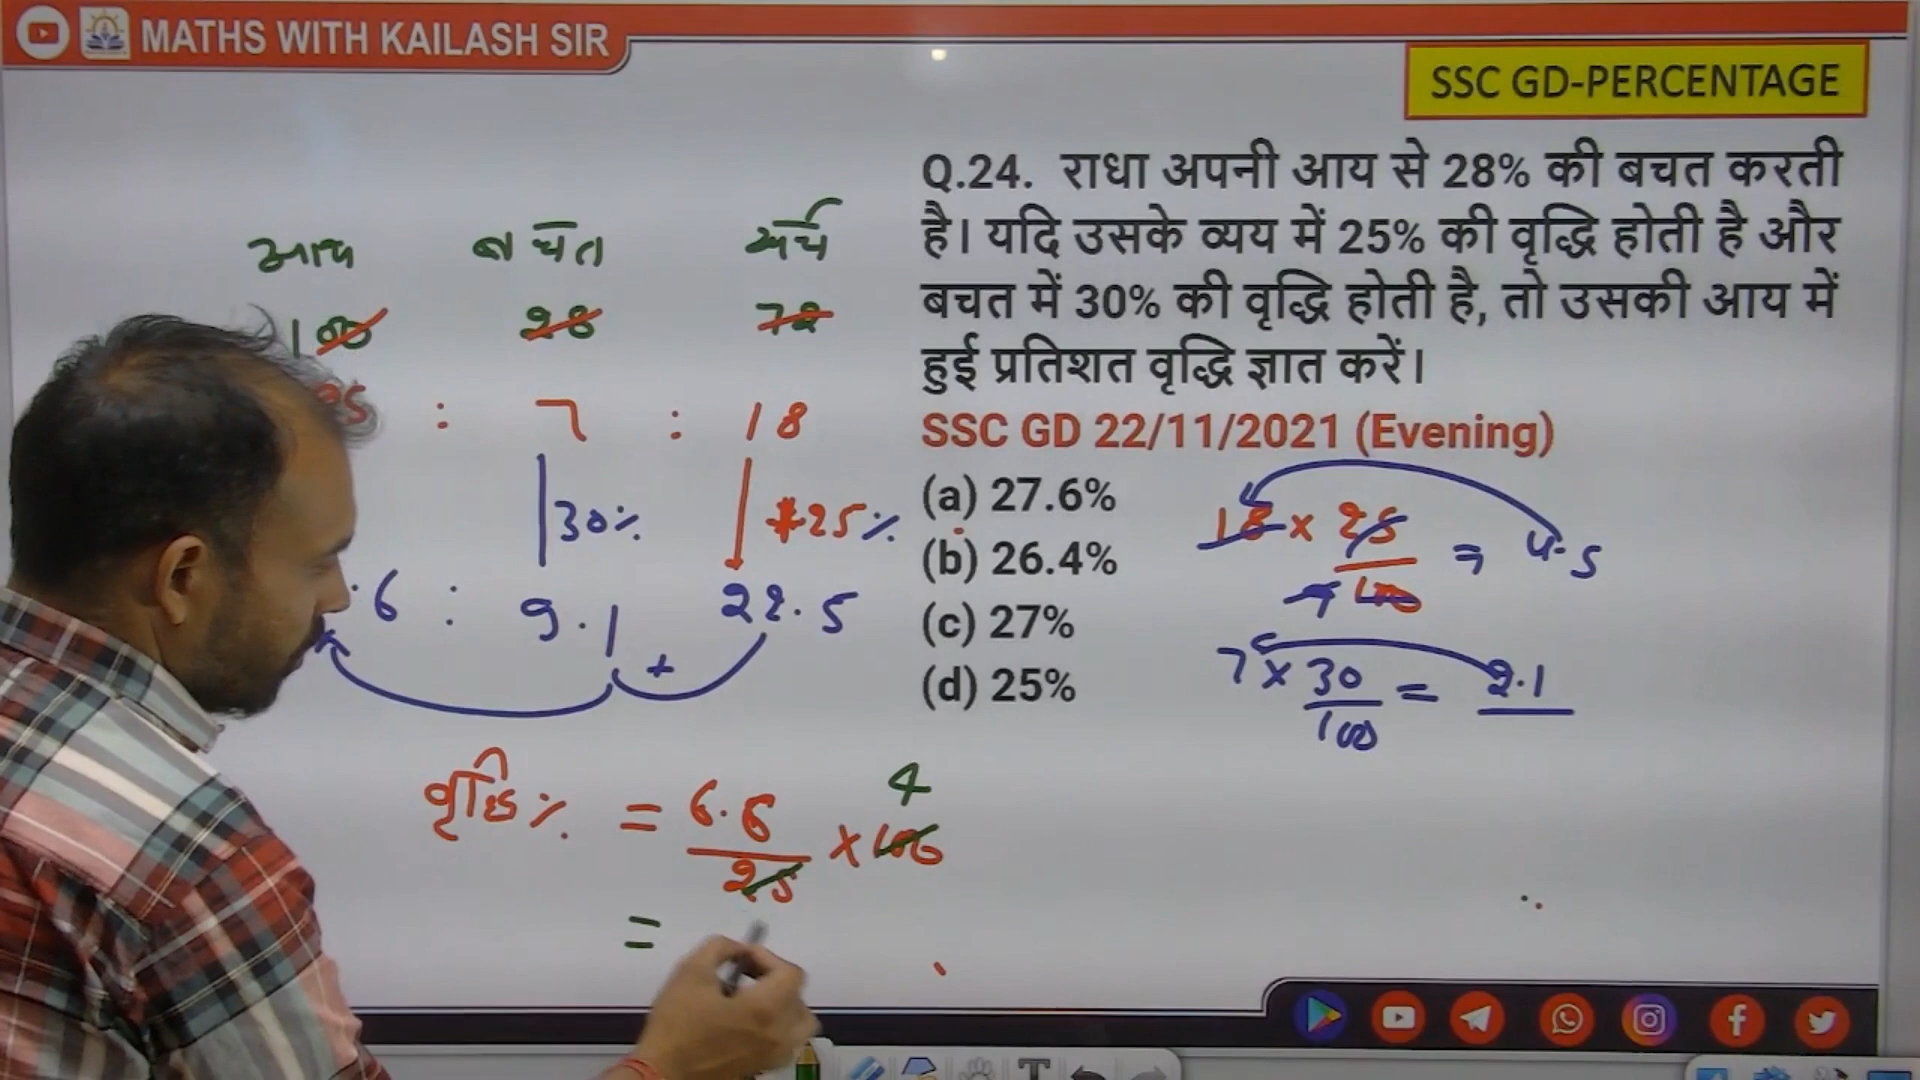 MATHS WITH KAILASH SIR
SSC GD-PERCENTAGE
Q.24. राधा अपनी आय से 28% की बचत करती
है। यदि उसके व्यय में 25% की वृद्धि होती है और
बचत में 30% की वृद्धि होती है, तो उसकी आय में
हुई प्रतिशत वृद्धि ज्ञात करें।
SSC GD 22/11/2021 (Evening)
(a) 27.6%
(b) 26.4%
(c) 27%
(d) 25%
आय बचत खर्च
100 28 72
: 7 : 18
30% 25%
.6 : 9.1 + 22.5
18 × 25/100 = 4.5
7 × 30/100 = 2.1
वृद्धि% = 6.6/25 × 100 4
=